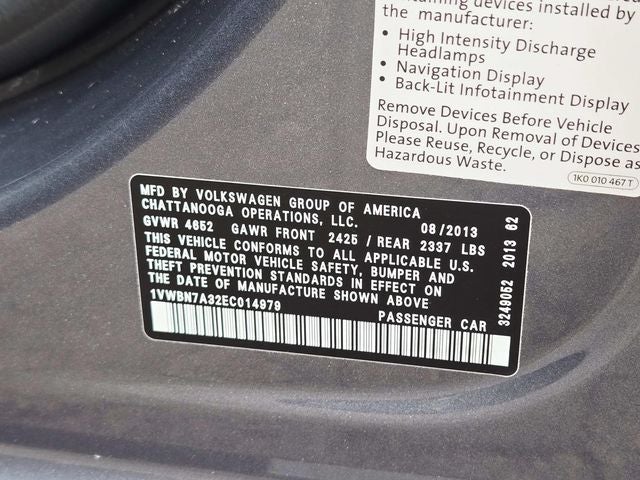 taining devices installed by
the manufacturer:
• High Intensity Discharge
Headlamps
• Navigation Display
• Back-Lit Infotainment Display
Remove Devices Before Vehicle
Disposal. Upon Removal of Devices
Please Reuse, Recycle, or Dispose as
Hazardous Waste.
1K0 010 467 T
MFD BY VOLKSWAGEN GROUP OF AMERICA
CHATTANOOGA OPERATIONS, LLC. 08/2013
GVWR 4652 GAWR FRONT 2425 / REAR 2337 LBS
THIS VEHICLE CONFORMS TO ALL APPLICABLE U.S.
FEDERAL MOTOR VEHICLE SAFETY, BUMPER AND
THEFT PREVENTION STANDARDS IN EFFECT ON
THE DATE OF MANUFACTURE SHOWN ABOVE
1VWBN7A32EC014979 PASSENGER CAR
3249062 2013 62